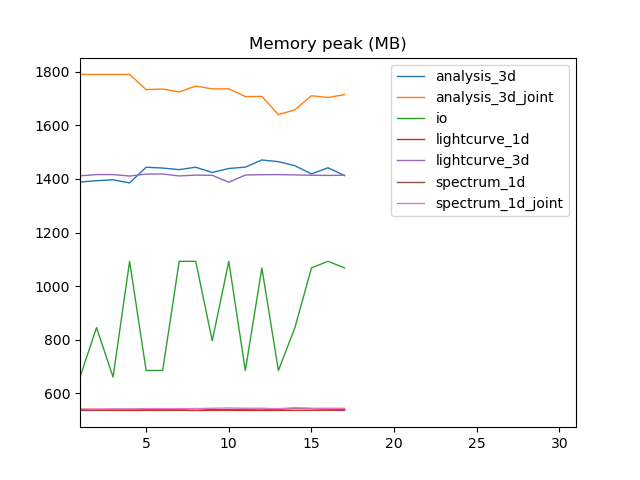 Memory peak (MB)
1800
1600
1400
1200
1000
800
600
5
10
15
20
25
30
analysis_3d
analysis_3d_joint
io
lightcurve_1d
lightcurve_3d
spectrum_1d
spectrum_1d_joint